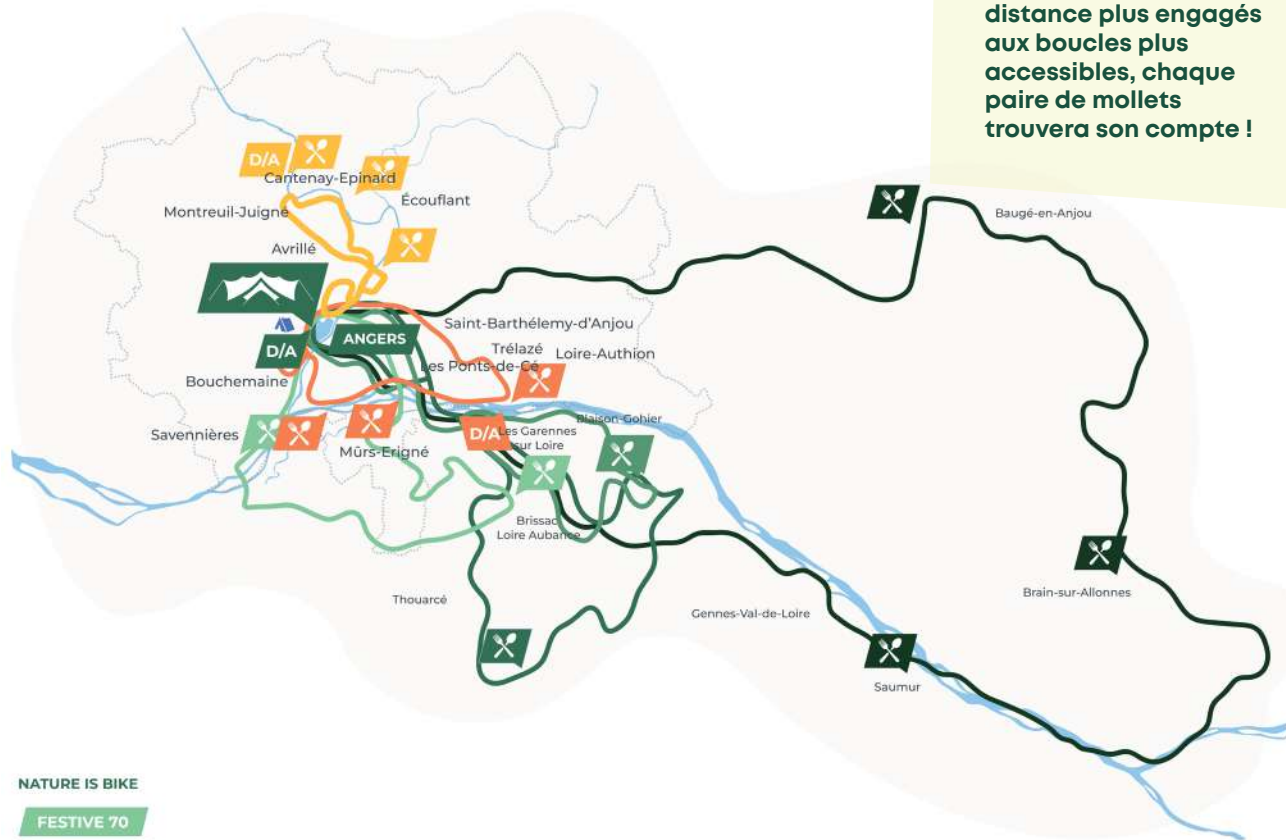 distance plus engagés
aux boucles plus
accessibles, chaque
paire de mollets
trouvera son compte !
D/A
Cantenay-Epinard
Écouflant
Montreuil-Juigné
Baugé-en-Anjou
Avrillé
Saint-Barthélemy-d'Anjou
ANGERS
D/A
Trélazé
Loire-Authion
Les Ponts-de-Cé
Bouchemaine
Blaison-Gohier
Savennières
D/A
Les Garennes
sur Loire
Mûrs-Erigné
Brissac
Loire Aubance
Thouarcé
Gennes-Val-de-Loire
Brain-sur-Allonnes
Saumur
NATURE IS BIKE
FESTIVE 70